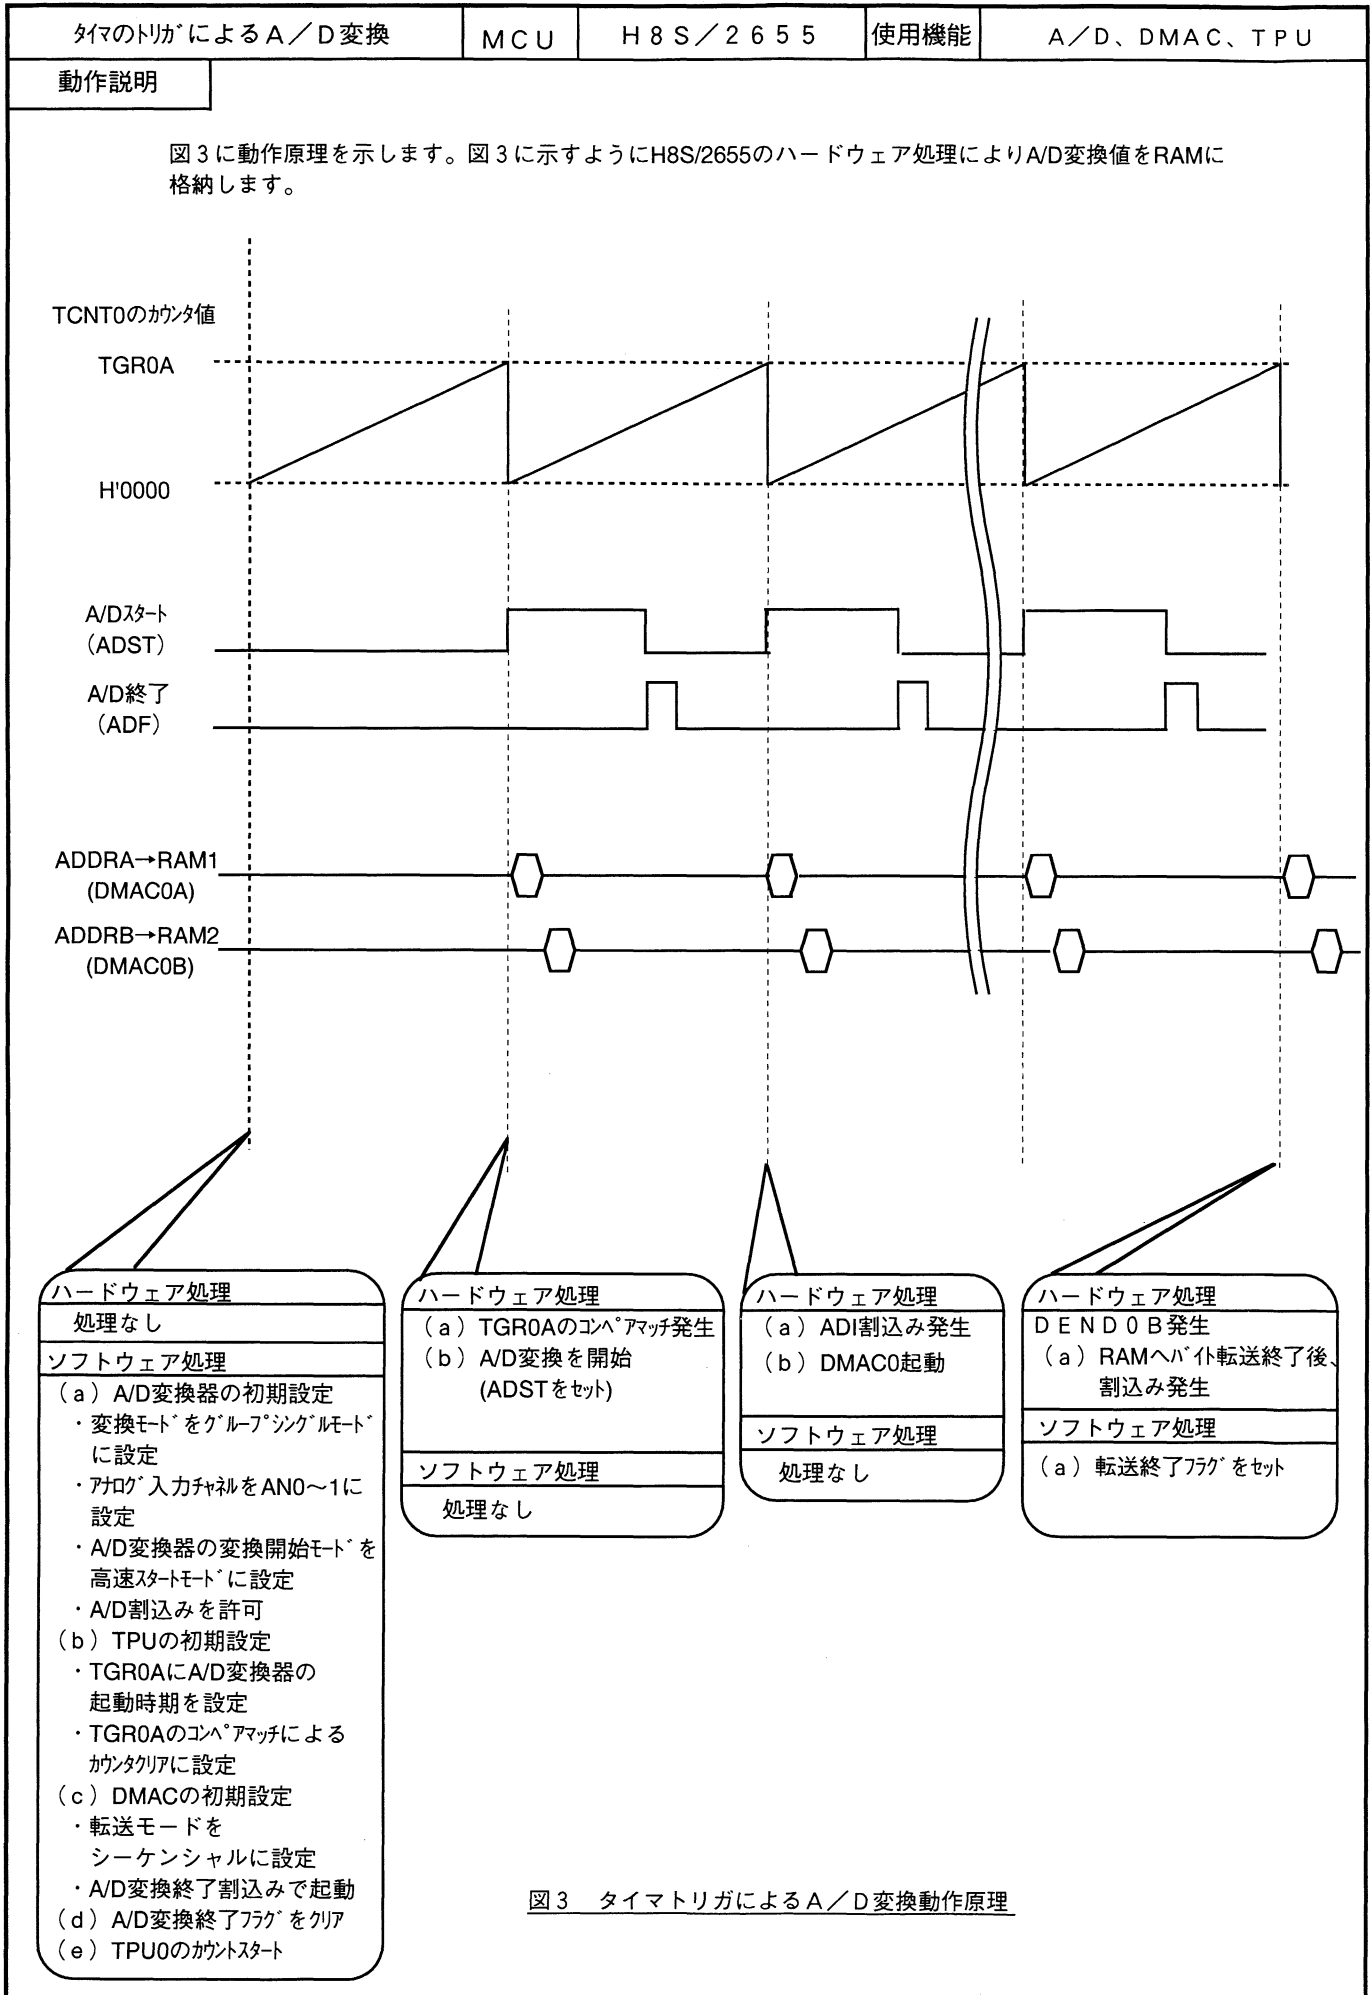 タイマのトリガによるA／D変換
MCU
H8S／2655
使用機能
A／D、DMAC、TPU
動作説明
図3に動作原理を示します。図3に示すようにH8S/2655のハードウェア処理によりA/D変換値をRAMに
格納します。
TCNT0のカウンタ値
TGR0A
H'0000
A/Dスタート
（ADST）
A/D終了
（ADF）
ADDRA→RAM1
(DMAC0A)
ADDRB→RAM2
(DMAC0B)
ハードウェア処理
処理なし
ソフトウェア処理
（a）A/D変換器の初期設定
・変換モードをグループシングルモード
に設定
・アナログ入力チャネルをAN0～1に
設定
・A/D変換器の変換開始モードを
高速スタートモードに設定
・A/D割込みを許可
（b）TPUの初期設定
・TGR0AにA/D変換器の
起動時期を設定
・TGR0Aのコンペアマッチによる
カウンタクリアに設定
（c）DMACの初期設定
・転送モードを
シーケンシャルに設定
・A/D変換終了割込みで起動
（d）A/D変換終了フラグをクリア
（e）TPU0のカウントスタート
ハードウェア処理
（a）TGR0Aのコンペアマッチ発生
（b）A/D変換を開始
(ADSTをセット)
ソフトウェア処理
処理なし
ハードウェア処理
（a）ADI割込み発生
（b）DMAC0起動
ソフトウェア処理
処理なし
ハードウェア処理
DEND0B発生
（a）RAMへバイト転送終了後、
割込み発生
ソフトウェア処理
（a）転送終了フラグをセット
図3　タイマトリガによるA／D変換動作原理